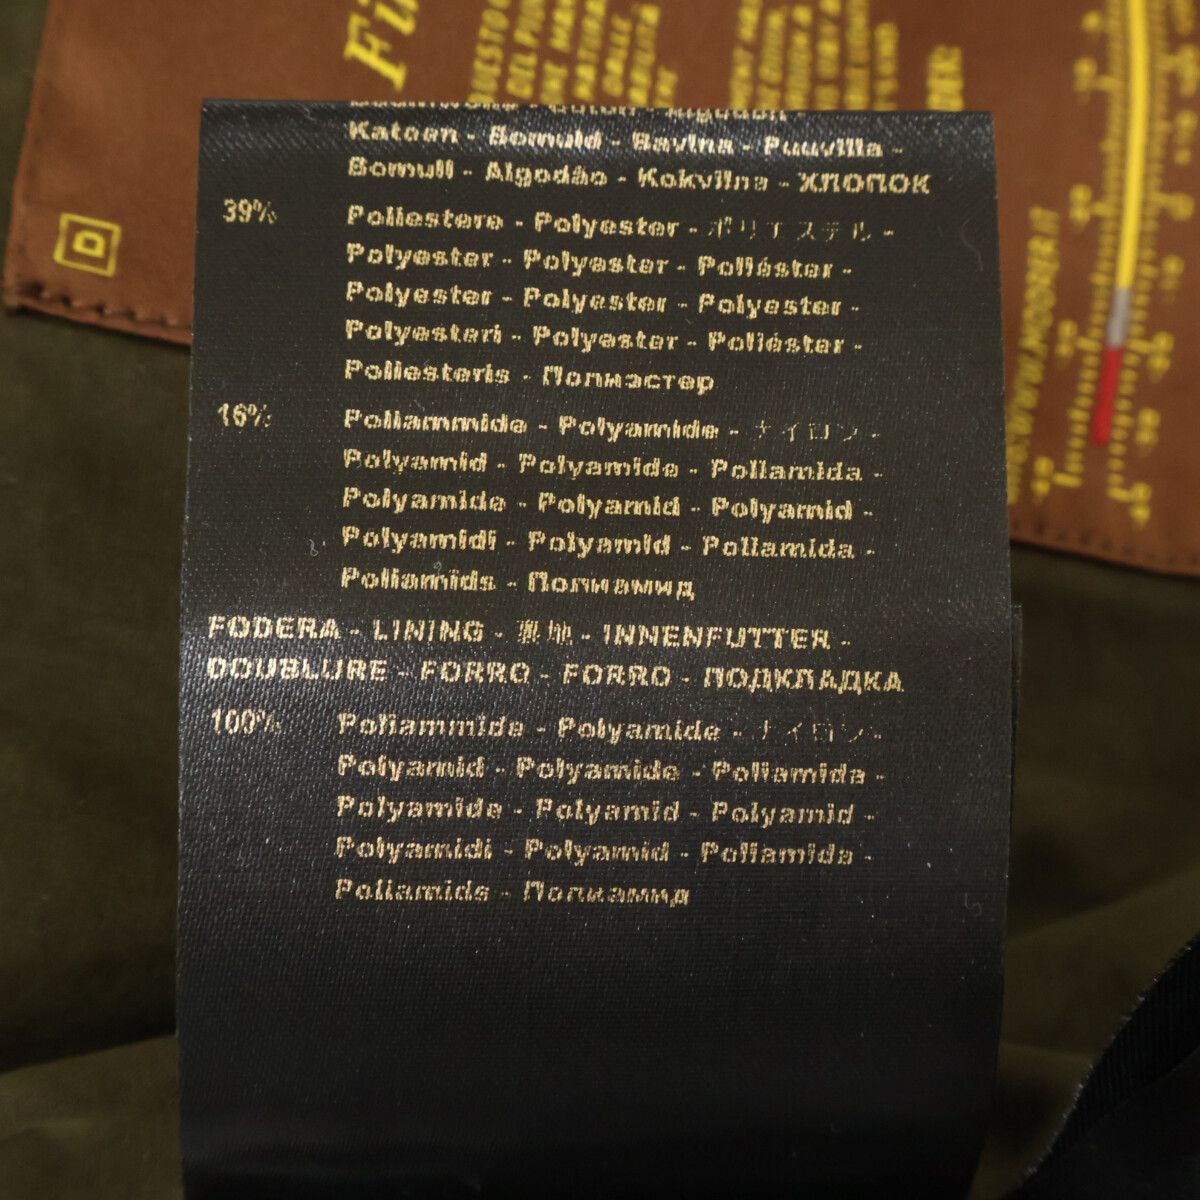 Katoen - Bomuld - Bavlna - Puuvilla -
Bomull - Algodão - Kokvilna - ХЛОПОК
39% Poliestere - Polyester - ポリエステル -
Polyester - Polyester - Poliéster -
Polyester - Polyester - Polyester -
Polyesteri - Polyester - Poliéster -
Poliesteris - Полиэстер
16% Poliammide - Polyamide - ナイロン -
Polyamid - Polyamide - Poliamida -
Polyamide - Polyamid - Polyamid -
Polyamidi - Polyamid - Poliamida -
Poliamids - Полиамид
FODERA - LINING - 裏地 - INNENFUTTER -
DOUBLURE - FORRO - FORRO - ПОДКЛАДКА
100% Poliammide - Polyamide - ナイロン -
Polyamid - Polyamide - Poliamida -
Polyamide - Polyamid - Polyamid -
Polyamidi - Polyamid - Poliamida -
Poliamids - Полиамид
QUESTO